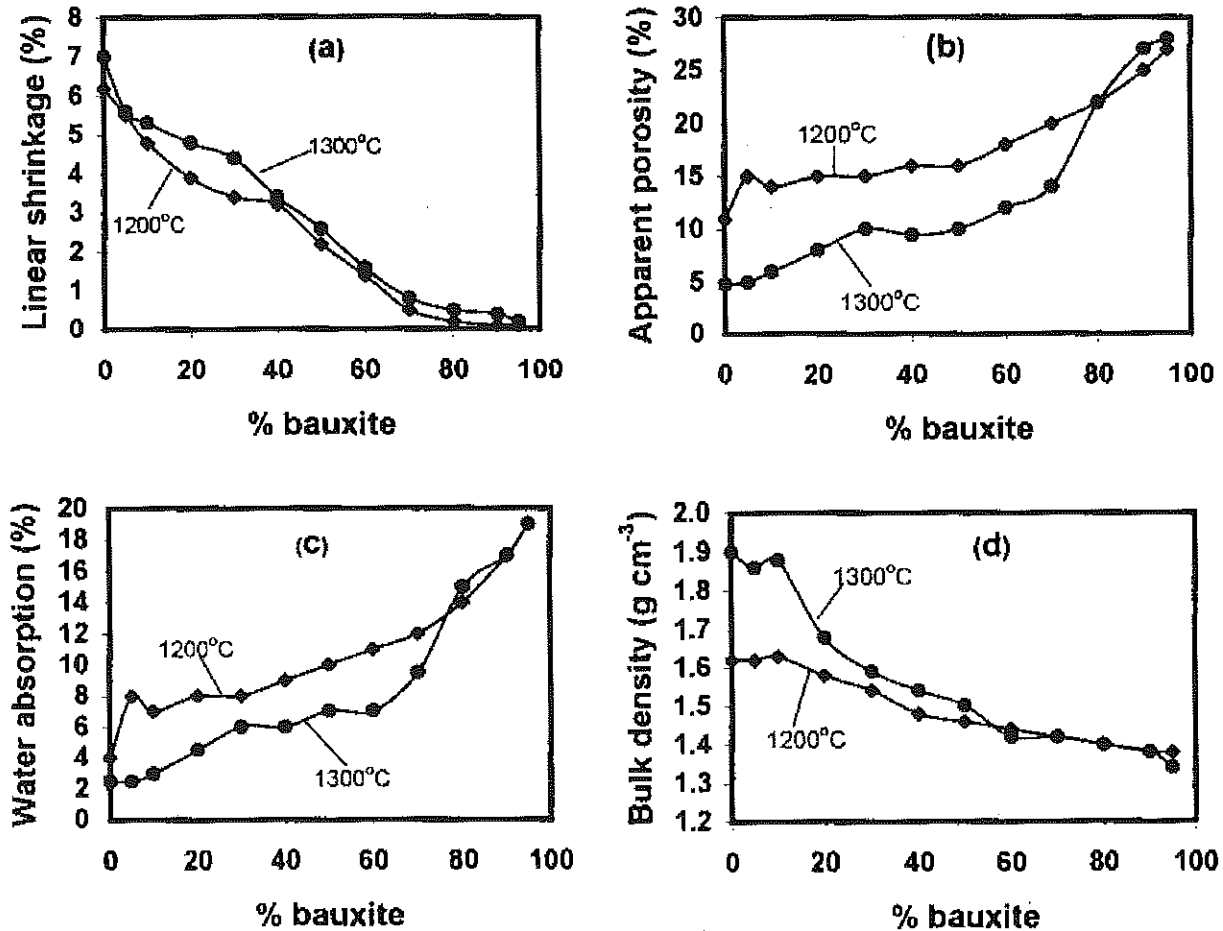 Linear shrinkage (%)
8
7
6
5
4
3
2
1
0
(a)
1300°C
1200°C
0 20 40 60 80 100
% bauxite
Apparent porosity (%)
30
25
20
15
10
5
0
(b)
1200°C
1300°C
0 20 40 60 80 100
% bauxite
Water absorption (%)
20
18
16
14
12
10
8
6
4
2
0
(c)
1200°C
1300°C
0 20 40 60 80 100
% bauxite
Bulk density (g cm-3)
2.0
1.9
1.8
1.7
1.6
1.5
1.4
1.3
1.2
(d)
1300°C
1200°C
0 20 40 60 80 100
% bauxite